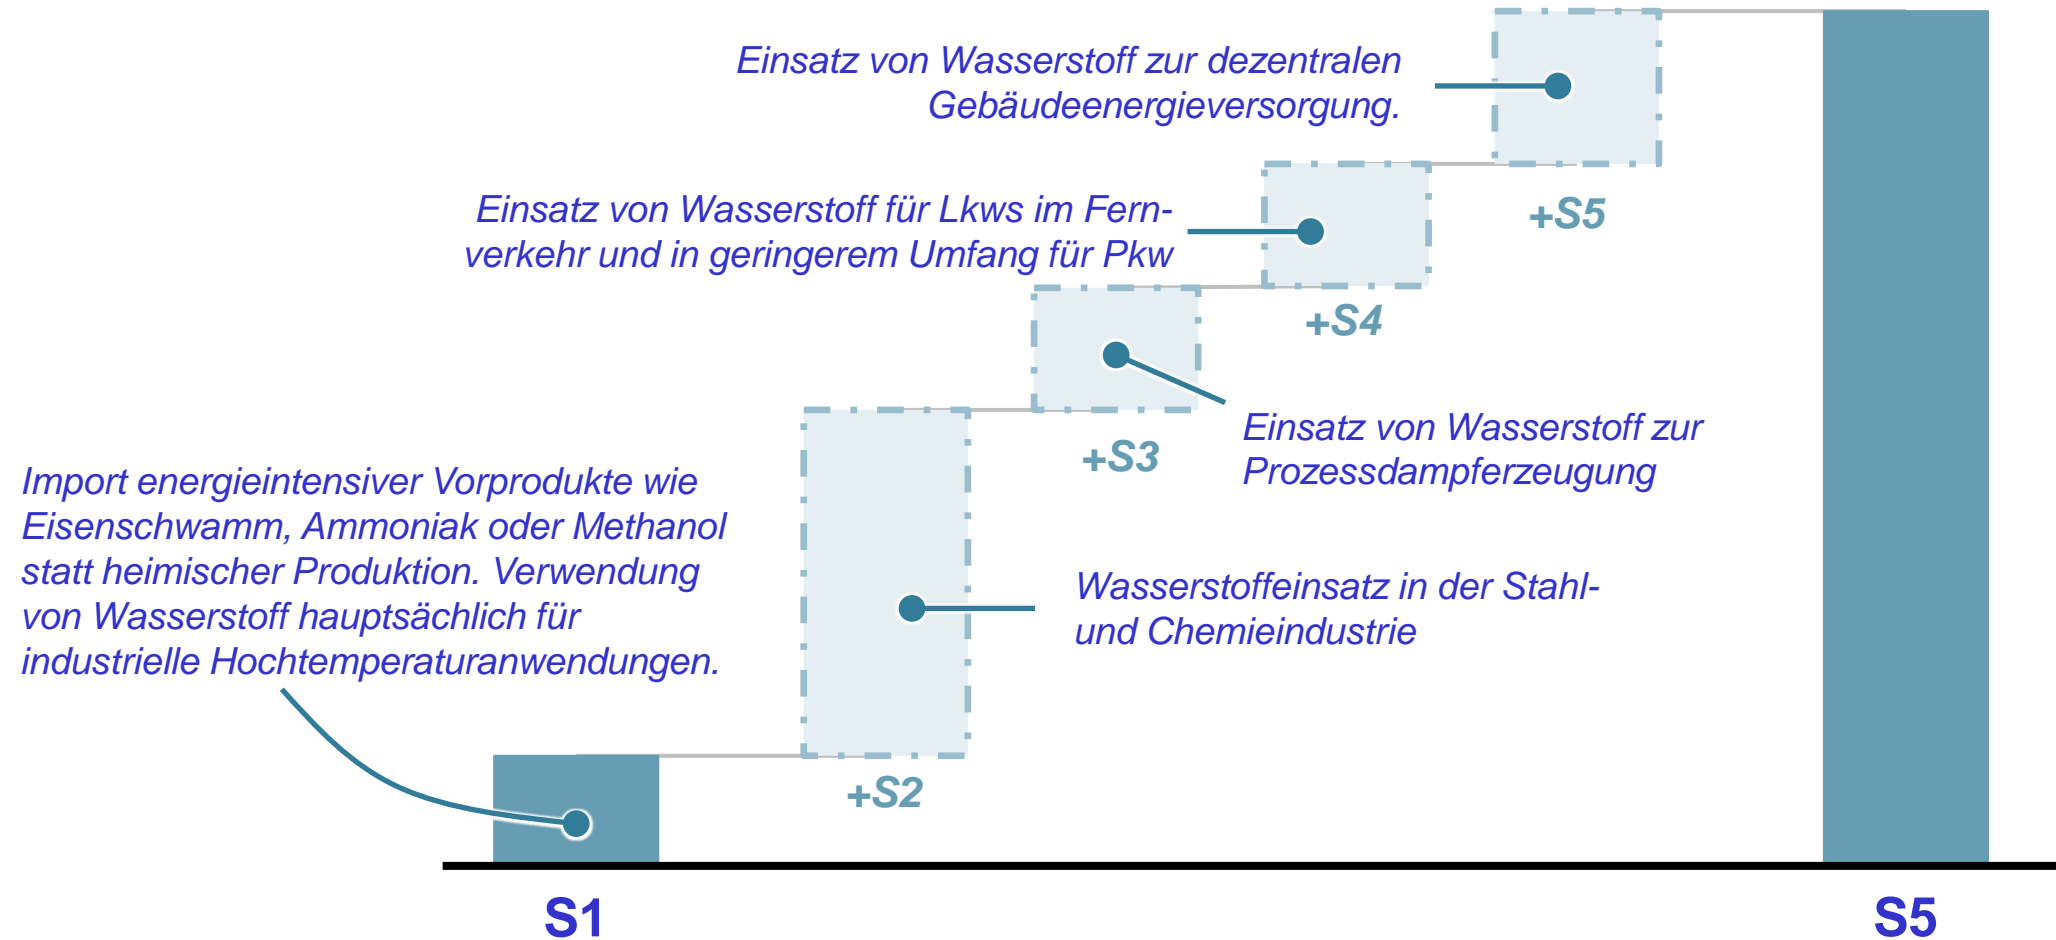 Einsatz von Wasserstoff zur dezentralen
Gebäudeenergieversorgung.
Einsatz von Wasserstoff für Lkws im Fern-
verkehr und in geringerem Umfang für Pkw
+S5
+S4
Einsatz von Wasserstoff zur
Prozessdampferzeugung
+S3
Import energieintensiver Vorprodukte wie
Eisenschwamm, Ammoniak oder Methanol
statt heimischer Produktion. Verwendung
von Wasserstoff hauptsächlich für
industrielle Hochtemperaturanwendungen.
Wasserstoffeinsatz in der Stahl-
und Chemieindustrie
+S2
S1
S5